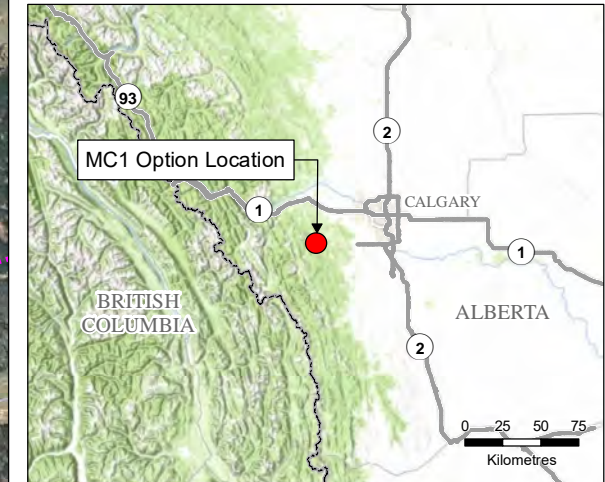 93
2
MC1 Option Location
CALGARY
1
1
BRITISH
COLUMBIA
ALBERTA
2
0 25 50 75
Kilometres